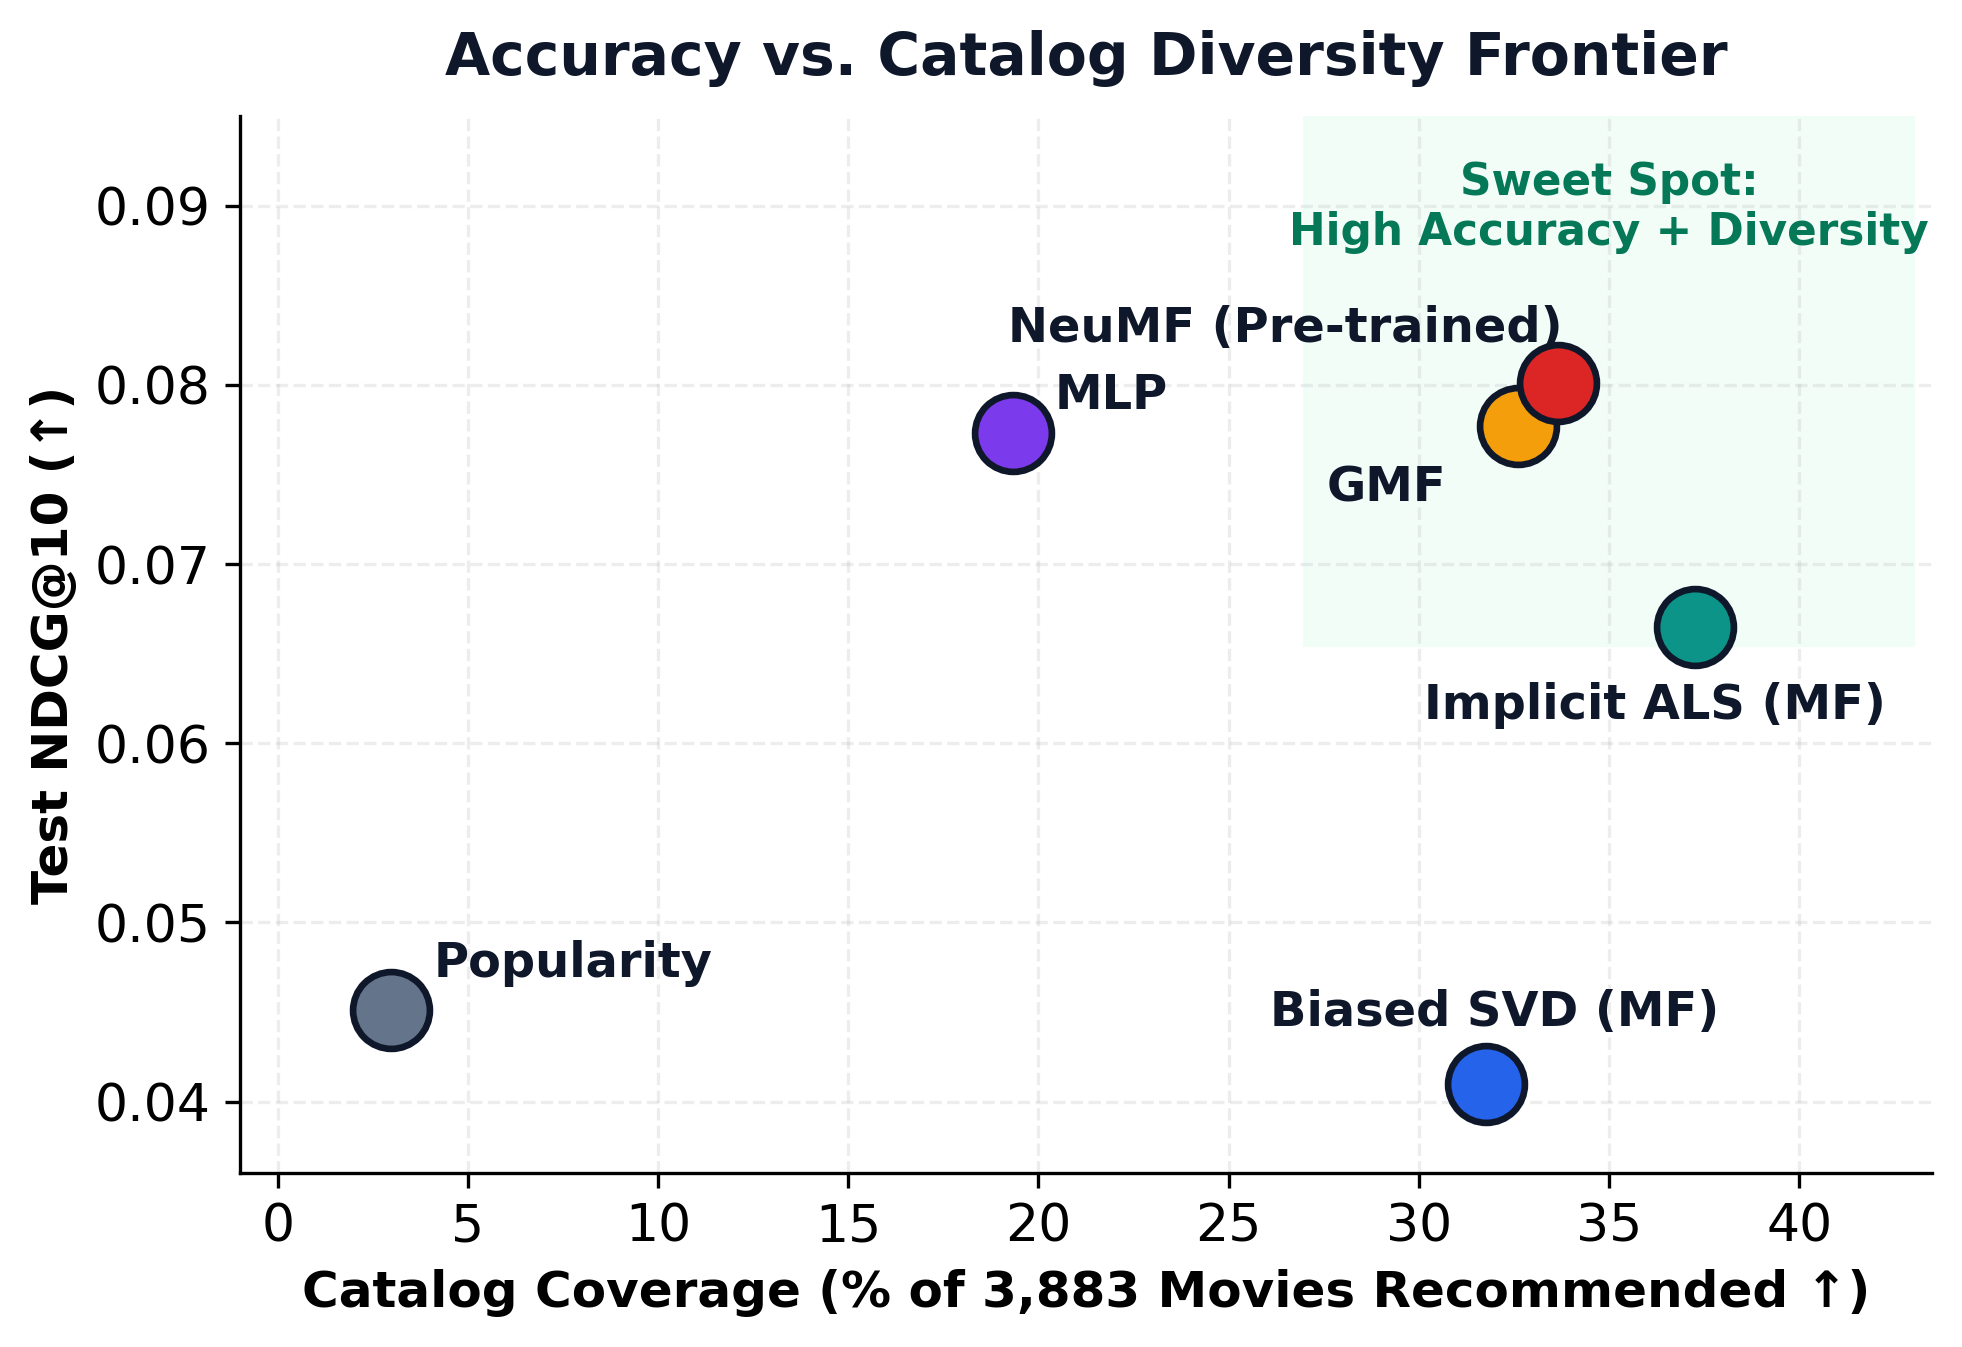 Accuracy vs. Catalog Diversity Frontier
Sweet Spot:
High Accuracy + Diversity
NeuMF (Pre-trained)
MLP
GMF
Implicit ALS (MF)
Popularity
Biased SVD (MF)
Test NDCG@10 (↑)
0.09
0.08
0.07
0.06
0.05
0.04
0 5 10 15 20 25 30 35 40
Catalog Coverage (% of 3,883 Movies Recommended ↑)